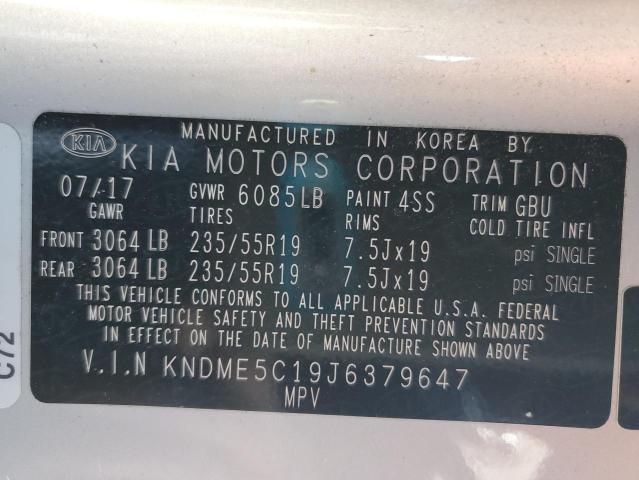 MANUFACTURED IN KOREA BY
KIA KIA MOTORS CORPORATION
07/17 GVWR 6085LB PAINT 4SS TRIM GBU
GAWR TIRES RIMS COLD TIRE INFL
FRONT 3064 LB 235/55R19 7.5Jx19 psi SINGLE
REAR 3064 LB 235/55R19 7.5Jx19 psi SINGLE
THIS VEHICLE CONFORMS TO ALL APPLICABLE U.S.A. FEDERAL
MOTOR VEHICLE SAFETY AND THEFT PREVENTION STANDARDS
IN EFFECT ON THE DATE OF MANUFACTURE SHOWN ABOVE
V.I.N KNDME5C19J6379647
MPV
C72